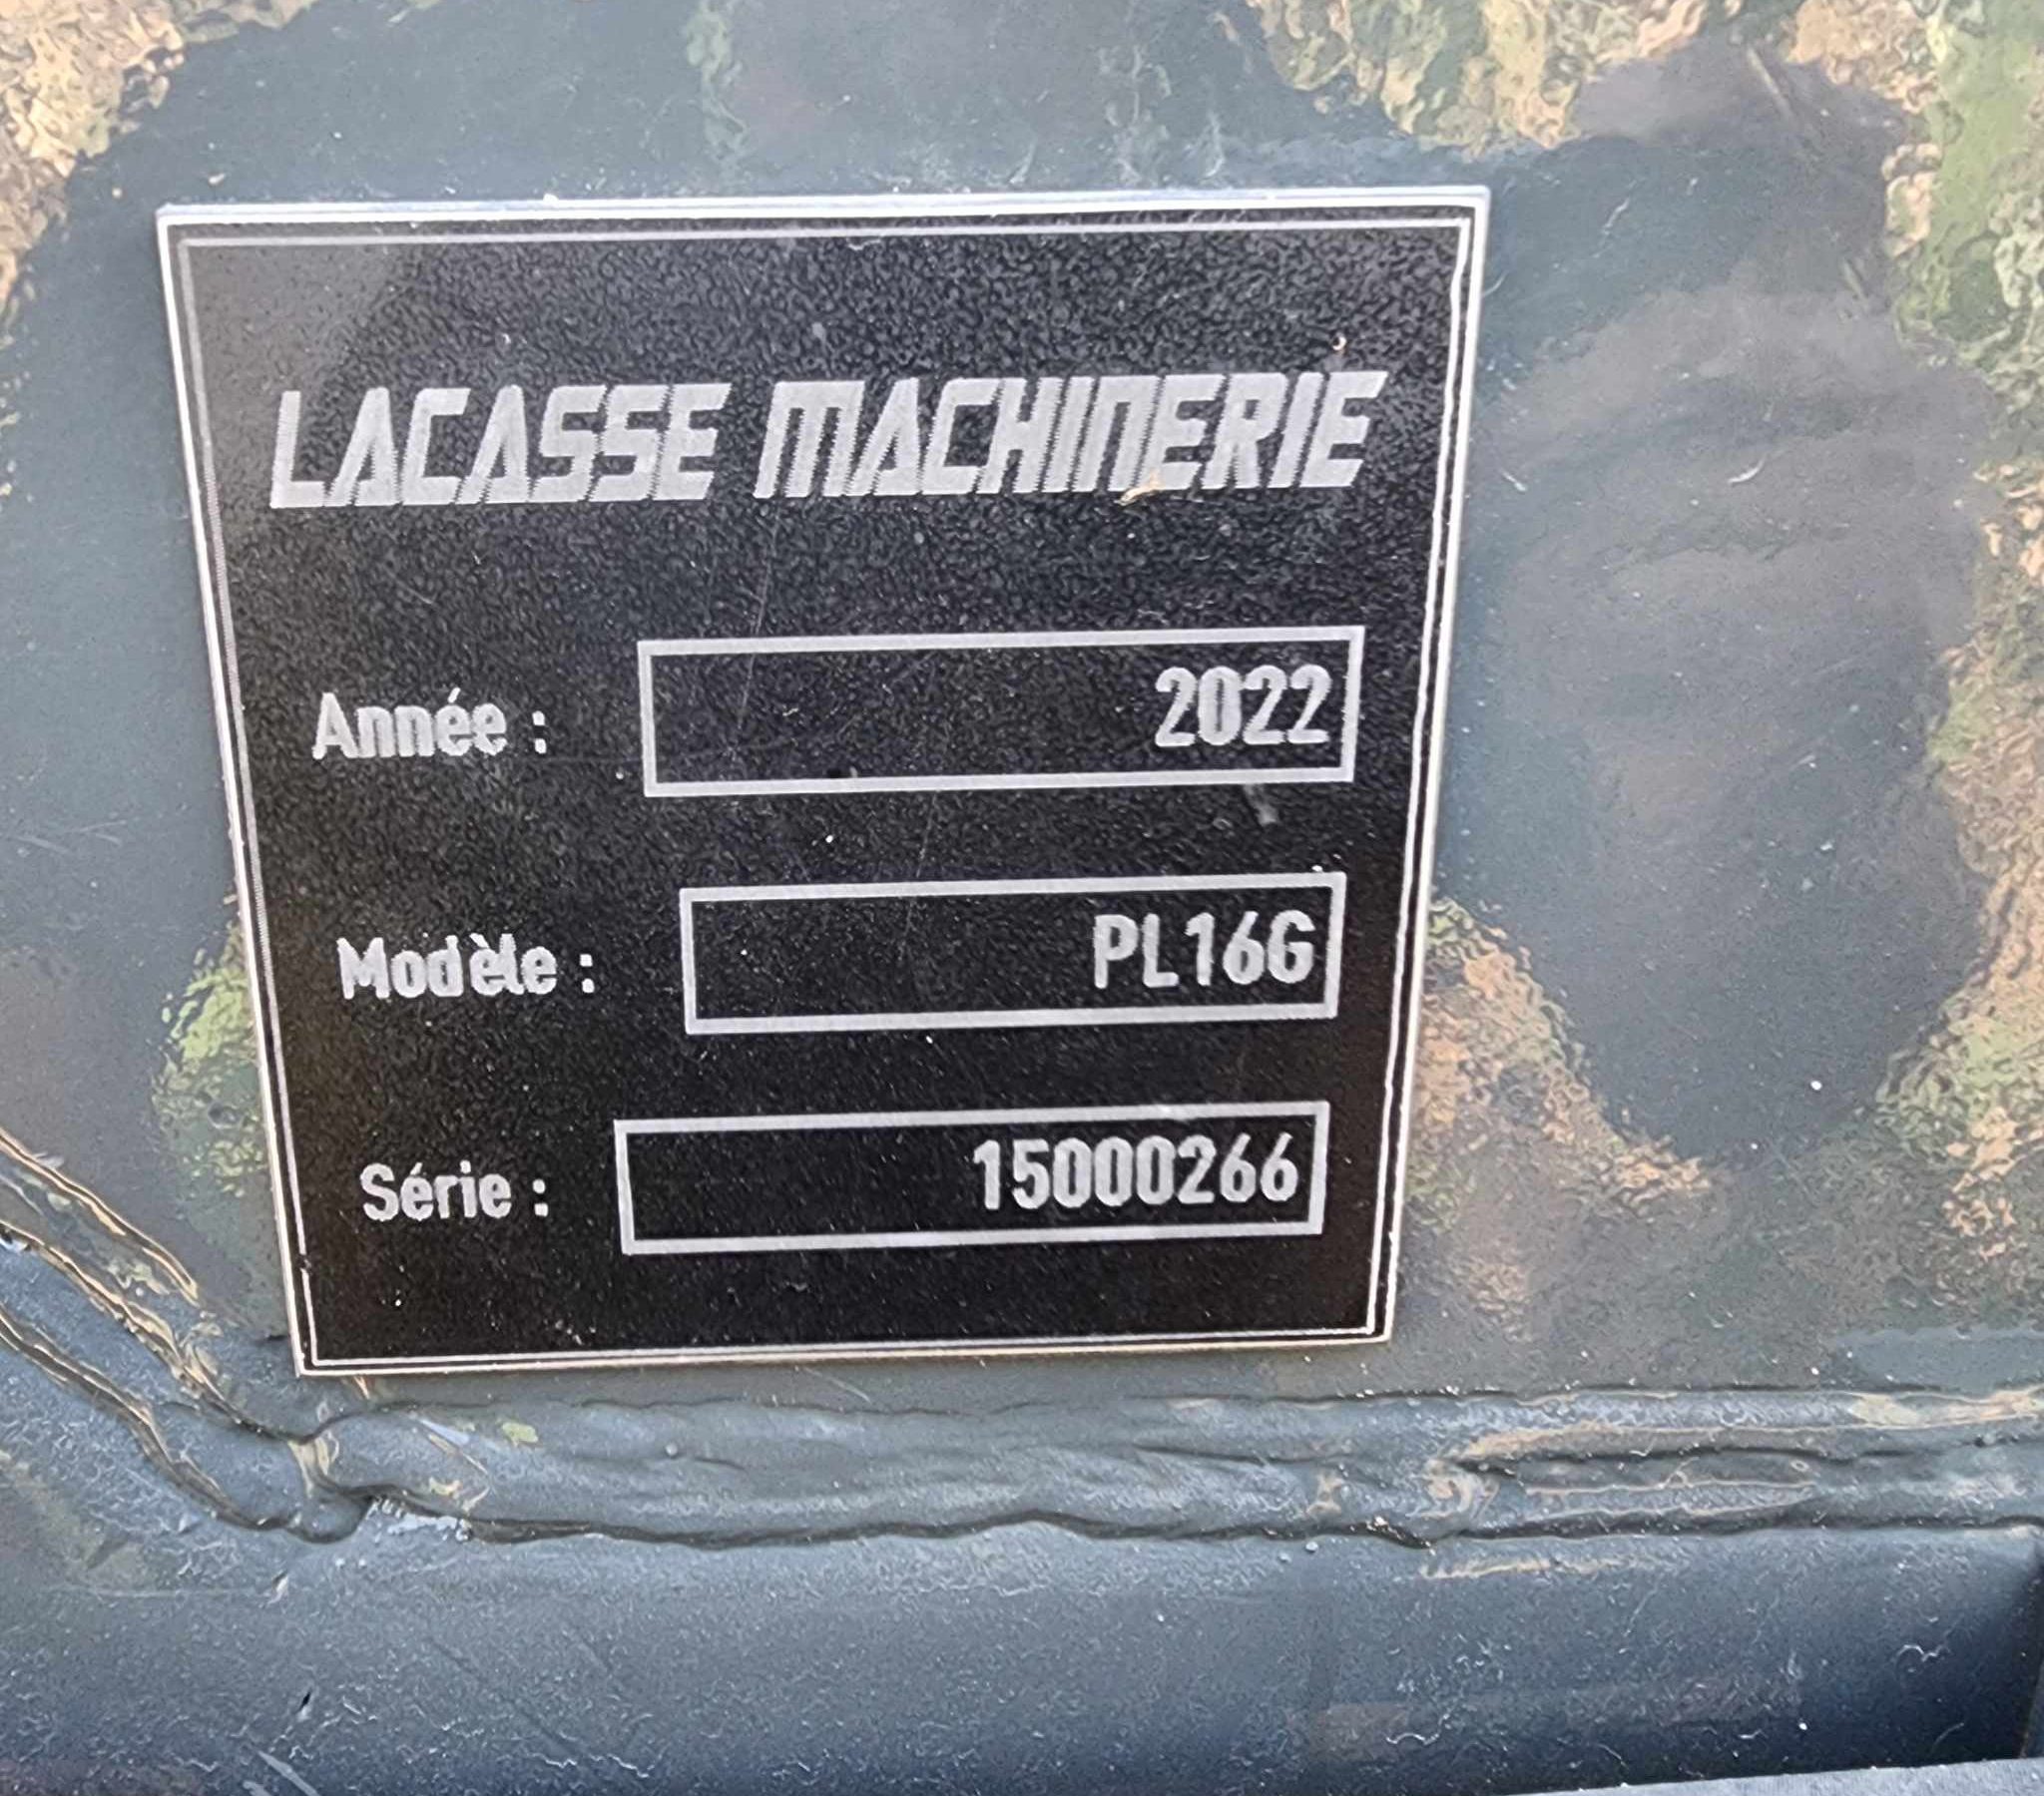 LACASSE MACHINERIE
Année : 2022
Modèle : PL16G
Série : 15000266